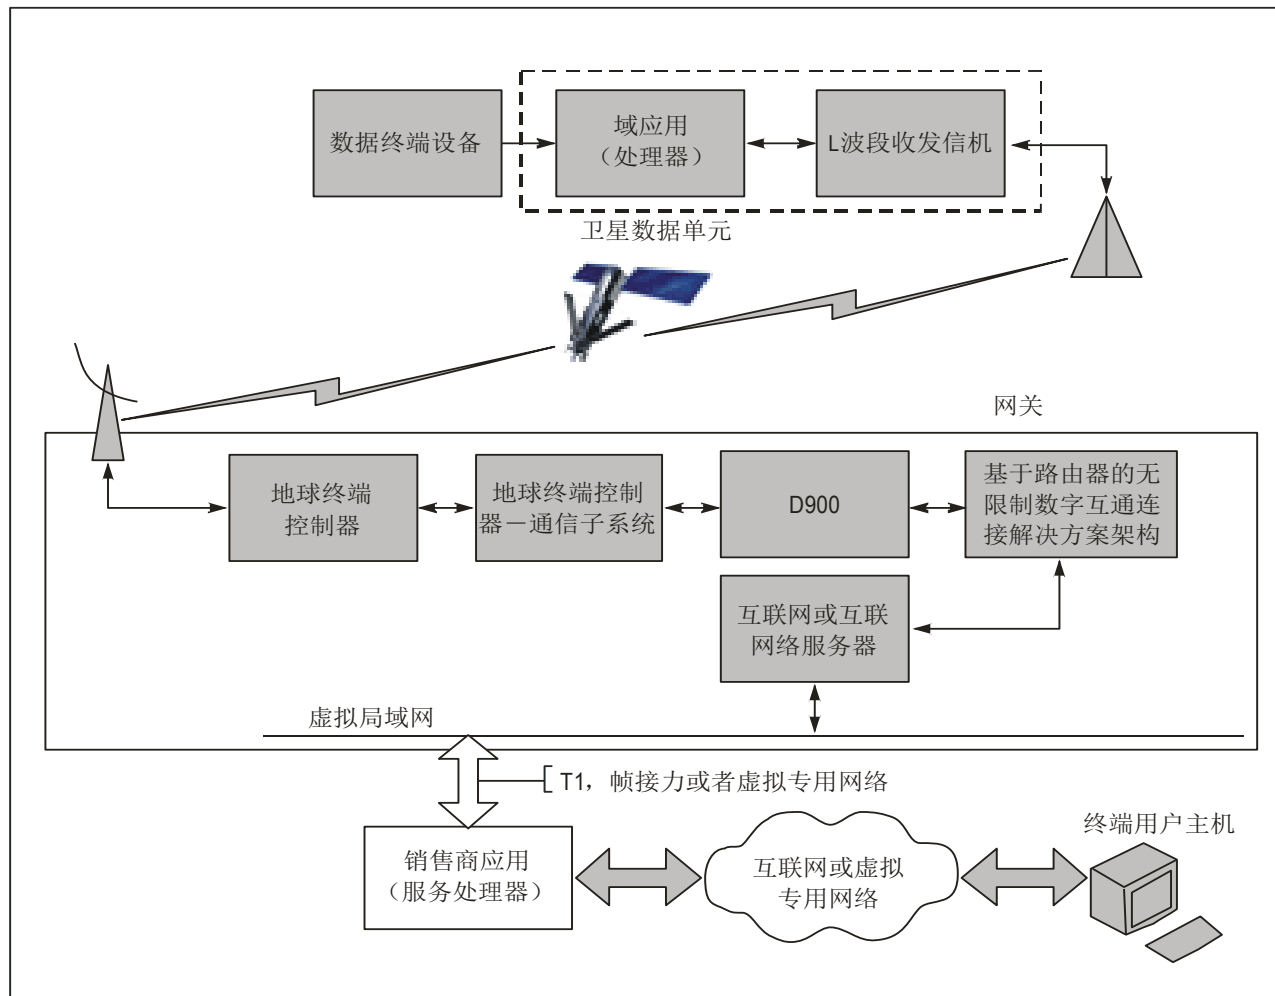 数据终端设备
域应用
（处理器）
L波段收发信机
卫星数据单元
网关
地球终端
控制器
地球终端控制
器－通信子系统
D900
基于路由器的无
限制数字互通连
接解决方案架构
互联网或互联
网络服务器
虚拟局域网
T1，帧接力或者虚拟专用网络
销售商应用
（服务处理器）
互联网或虚拟
专用网络
终端用户主机